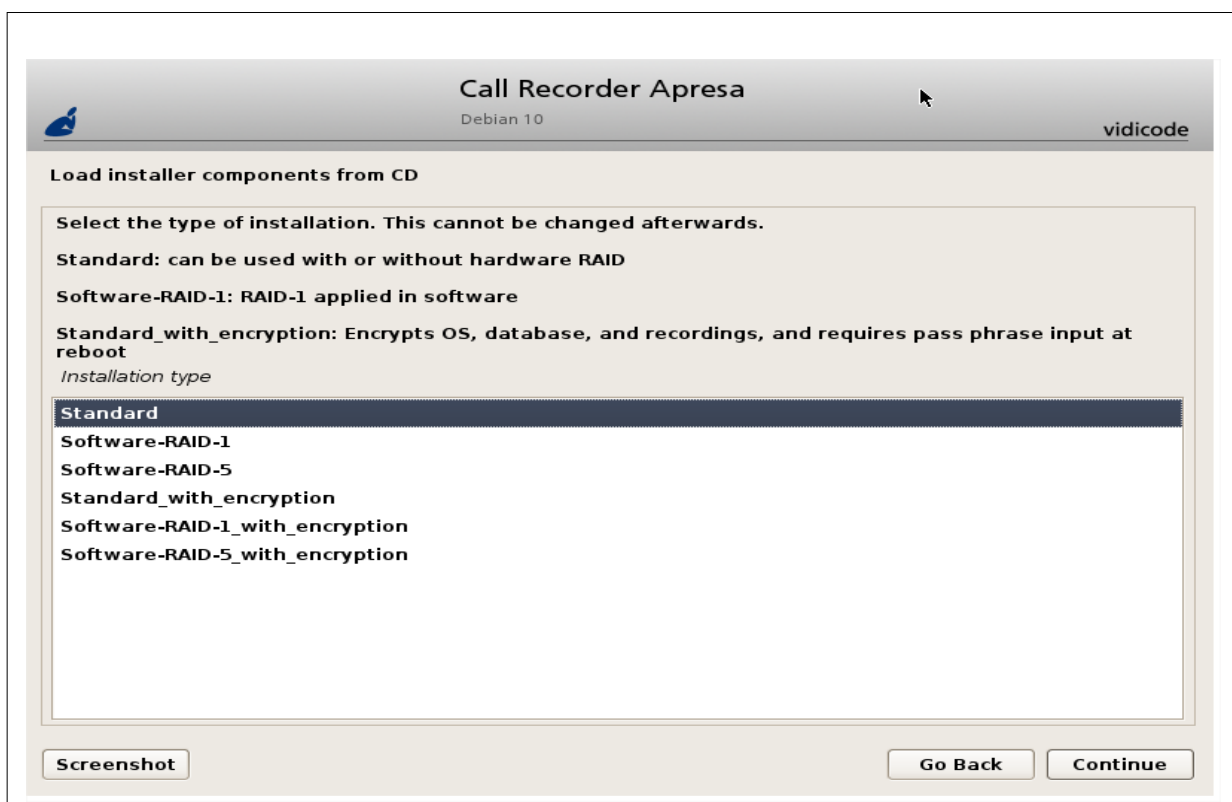 Call Recorder Apresa
Debian 10
vidicode
Load installer components from CD
Select the type of installation. This cannot be changed afterwards.
Standard: can be used with or without hardware RAID
Software-RAID-1: RAID-1 applied in software
Standard_with_encryption: Encrypts OS, database, and recordings, and requires pass phrase input at
reboot
Installation type
Standard
Software-RAID-1
Software-RAID-5
Standard_with_encryption
Software-RAID-1_with_encryption
Software-RAID-5_with_encryption
Screenshot
Go Back
Continue